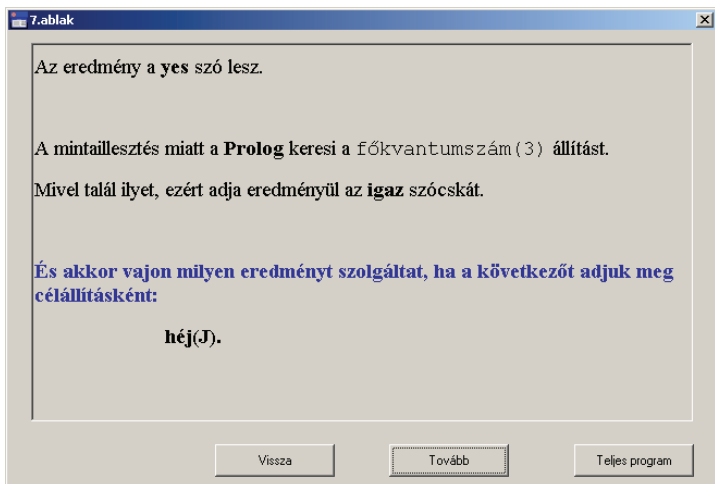 7.ablak
Az eredmény a yes szó lesz.
A mintaillesztés miatt a Prolog keresi a főkvantumszám(3) állítást.
Mivel talál ilyet, ezért adja eredményül az igaz szócskát.
És akkor vajon milyen eredményt szolgáltat, ha a következőt adjuk meg
célállításként:
héj(J).
Vissza
Tovább
Teljes program